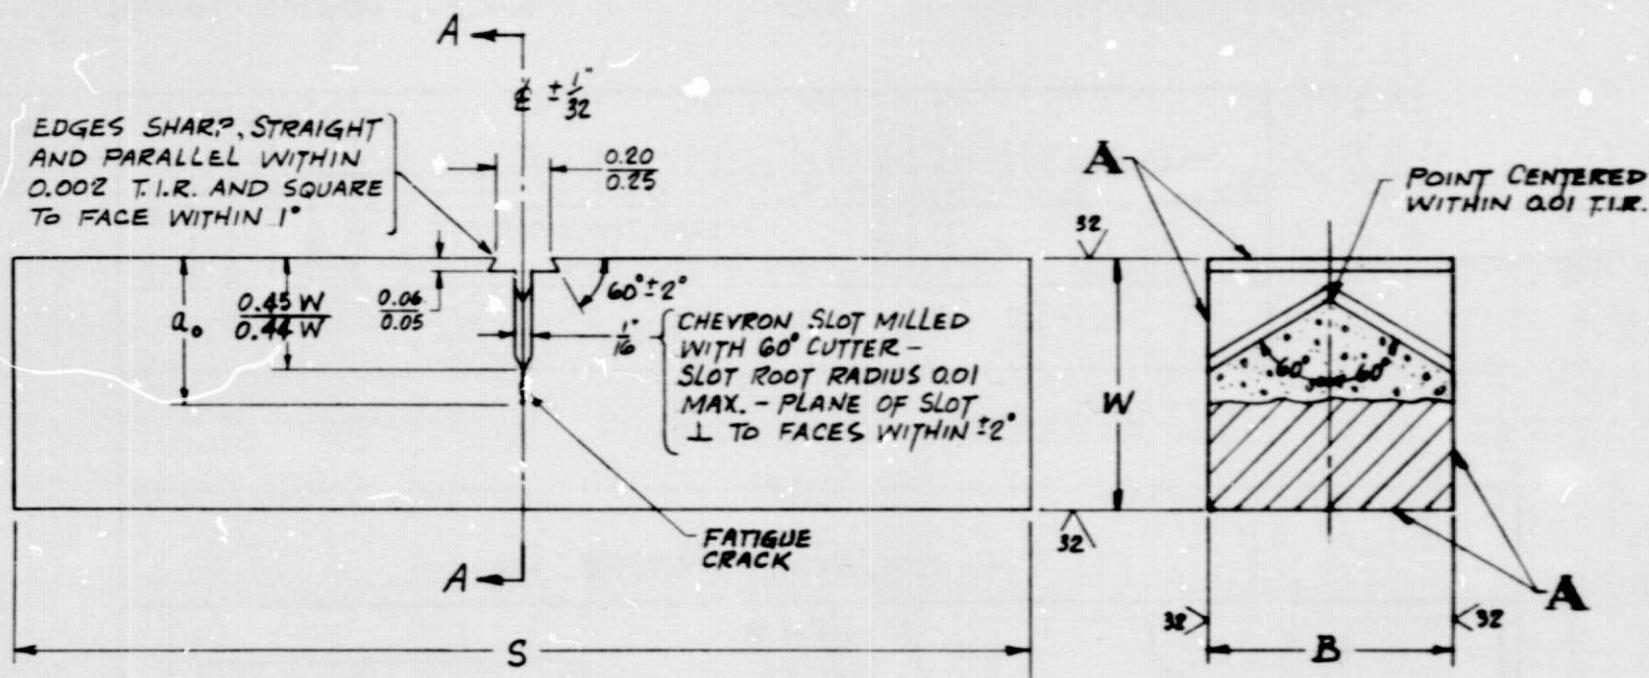 A
℄ ± 1/32"
EDGES SHARP, STRAIGHT
AND PARALLEL WITHIN
0.002 T.I.R. AND SQUARE
TO FACE WITHIN 1°
0.20
0.25
A
POINT CENTERED
WITHIN 0.01 T.I.R.
32
60° ± 2°
a₀
0.45 W
0.44 W
0.06
0.05
1/16"
CHEVRON SLOT MILLED
WITH 60° CUTTER –
SLOT ROOT RADIUS 0.01
MAX. – PLANE OF SLOT
⊥ TO FACES WITHIN ±2°
W
60° 60°
FATIGUE
CRACK
32
A
A
32
32
S
B